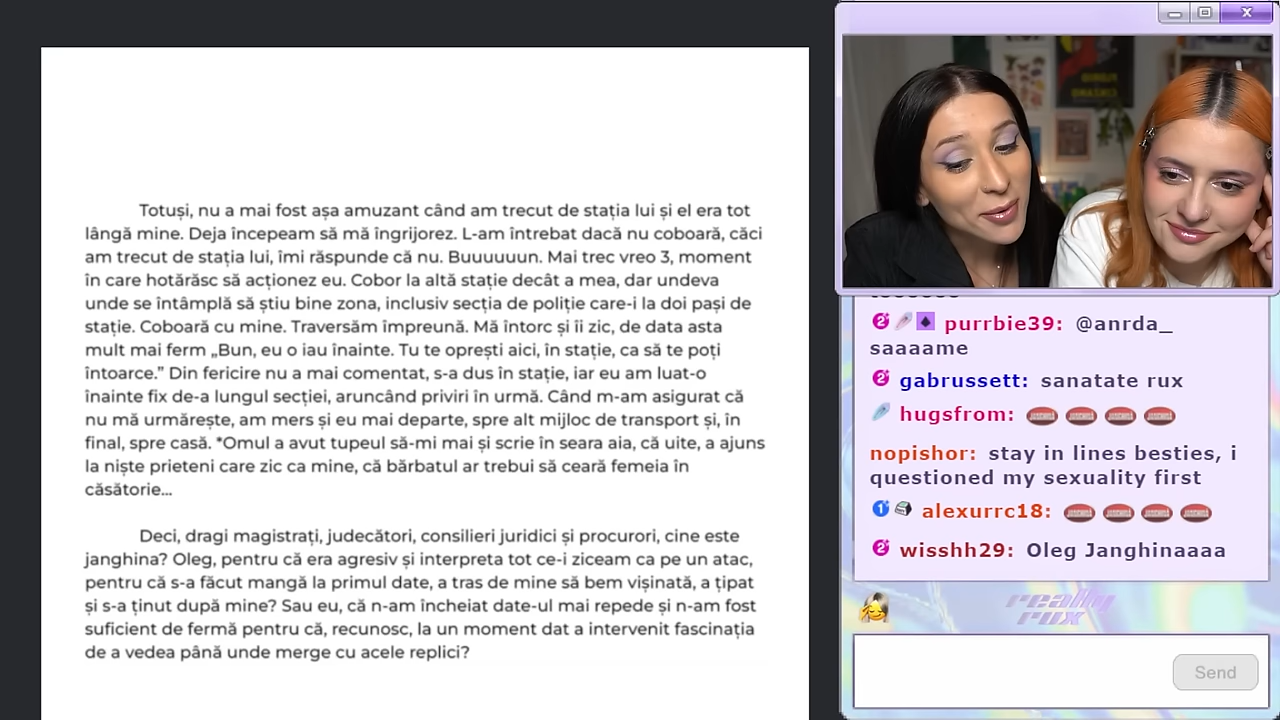 Totuși, nu a mai fost așa amuzant când am trecut de stația lui și el era tot
lângă mine. Deja începeam să mă îngrijorez. L-am întrebat dacă nu coboară, căci
am trecut de stația lui, îmi răspunde că nu. Buuuuuun. Mai trec vreo 3, moment
în care hotărăsc să acționez eu. Cobor la altă stație decât a mea, dar undeva
unde se întâmplă să știu bine zona, inclusiv secția de poliție care-i la doi pași de
stație. Coboară cu mine. Traversăm împreună. Mă întorc și îi zic, de data asta
mult mai ferm „Bun, eu o iau înainte. Tu te oprești aici, în stație, ca să te poți
întoarce.” Din fericire nu a mai comentat, s-a dus în stație, iar eu am luat-o
înainte fix de-a lungul secției, aruncând priviri în urmă. Când m-am asigurat că
nu mă urmărește, am mers și eu mai departe, spre alt mijloc de transport și, în
final, spre casă. *Omul a avut tupeul să-mi mai și scrie în seara aia, că uite, a ajuns
la niște prieteni care zic ca mine, că bărbatul ar trebui să ceară femeia în
căsătorie...
Deci, dragi magistrați, judecători, consilieri juridici și procurori, cine este
janghina? Oleg, pentru că era agresiv și interpreta tot ce-i ziceam ca pe un atac,
pentru că s-a făcut mangă la primul date, a tras de mine să bem vișinată, a țipat
și s-a ținut după mine? Sau eu, că n-am încheiat date-ul mai repede și n-am fost
suficient de fermă pentru că, recunosc, la un moment dat a intervenit fascinația
de a vedea până unde merge cu acele replici?
purrbie39: @anrda_
saaaame
gabrussett: sanatate rux
hugsfrom:
nopishor: stay in lines besties, i
questioned my sexuality first
alexurrc18:
wisshh29: Oleg Janghinaaaa
really
rux
Send